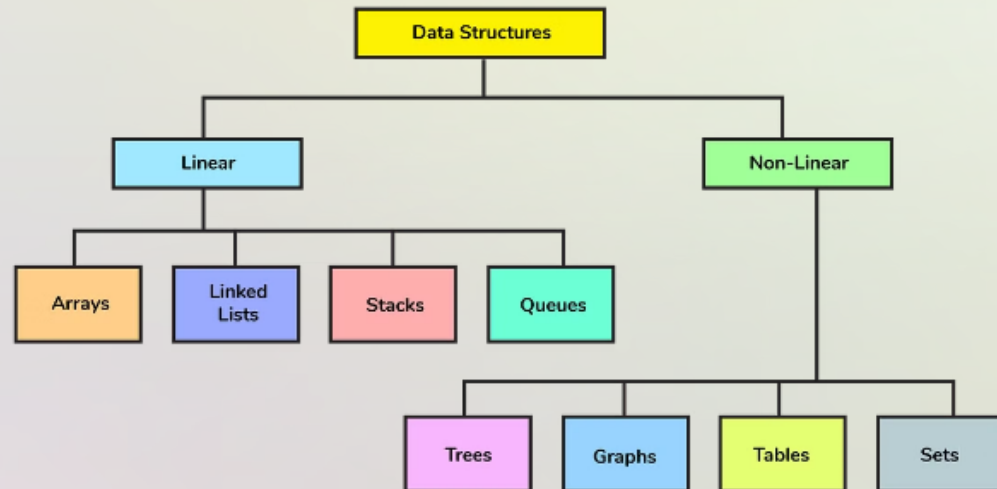 Data Structures
Linear
Non-Linear
Arrays
Linked
Lists
Stacks
Queues
Trees
Graphs
Tables
Sets